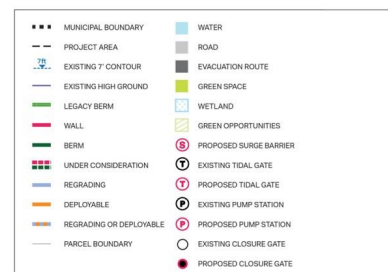 MUNICIPAL BOUNDARY
PROJECT AREA
7ft
EXISTING 7' CONTOUR
EXISTING HIGH GROUND
LEGACY BERM
WALL
BERM
UNDER CONSIDERATION
REGRADING
DEPLOYABLE
REGRADING OR DEPLOYABLE
PARCEL BOUNDARY
WATER
ROAD
EVACUATION ROUTE
GREEN SPACE
WETLAND
GREEN OPPORTUNITIES
S PROPOSED SURGE BARRIER
T EXISTING TIDAL GATE
T PROPOSED TIDAL GATE
P EXISTING PUMP STATION
P PROPOSED PUMP STATION
EXISTING CLOSURE GATE
PROPOSED CLOSURE GATE